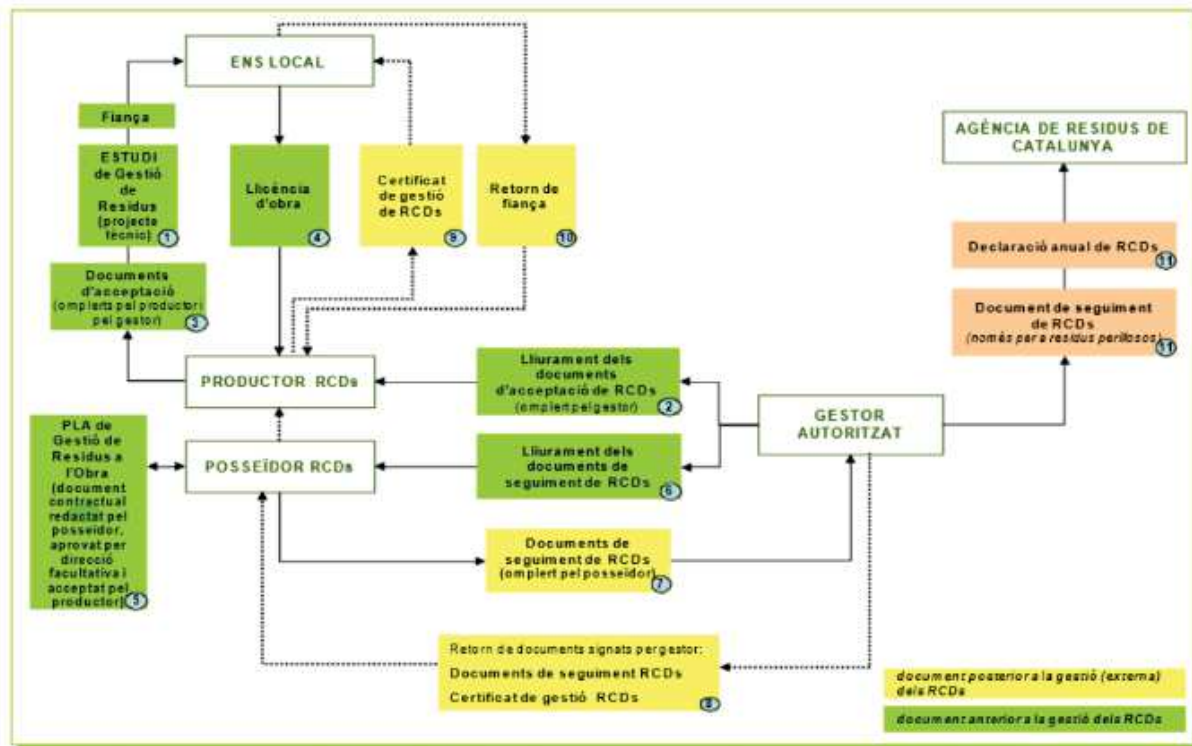 ENS LOCAL
Fiança
ESTUDI
de Gestió
de
Residus
(projecte
tècnic)
1
Llicència
d'obra
4
Certificat
de gestió
de RCDs
9
Retorn de
fiança
10
AGÈNCIA DE RESIDUS DE
CATALUNYA
Declaració anual de RCDs
11
Document de seguiment
de RCDs
(només per a residus perillosos)
11
Documents
d'acceptació
(omplerts pel productor i
pel gestor)
3
PRODUCTOR RCDs
Lliurament dels
documents
d'acceptació de RCDs
(omplert pel gestor)
2
GESTOR
AUTORITZAT
PLA de
Gestió de
Residus a
l'Obra
(document
contractual
redactat pel
posseïdor,
aprovat per
direcció
facultativa i
acceptat pel
productor)
5
POSSEÏDOR RCDs
Lliurament dels
documents de
seguiment de RCDs
6
Documents de
seguiment de RCDs
(omplert pel posseïdor)
7
Retorn de documents signats per gestor:
Documents de seguiment RCDs
Certificat de gestió RCDs
8
document posterior a la gestió (externa)
dels RCDs
document anterior a la gestió dels RCDs